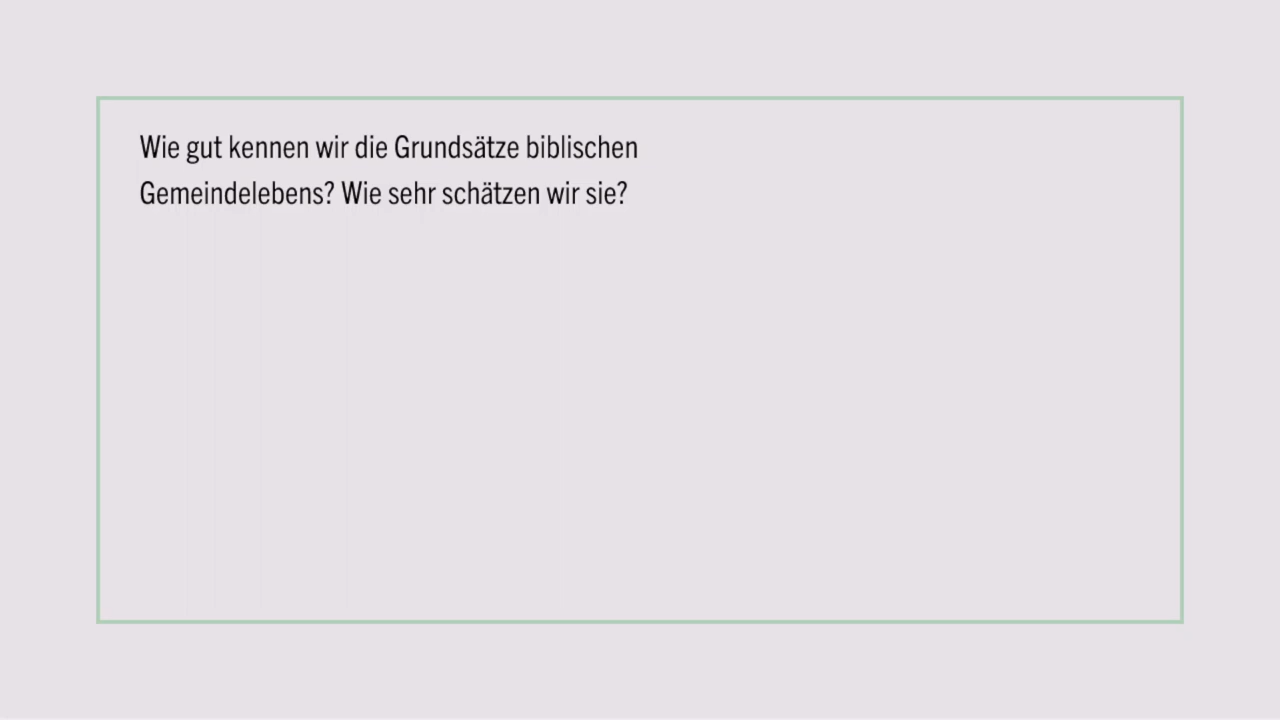 Wie gut kennen wir die Grundsätze biblischen
Gemeindelebens? Wie sehr schätzen wir sie?